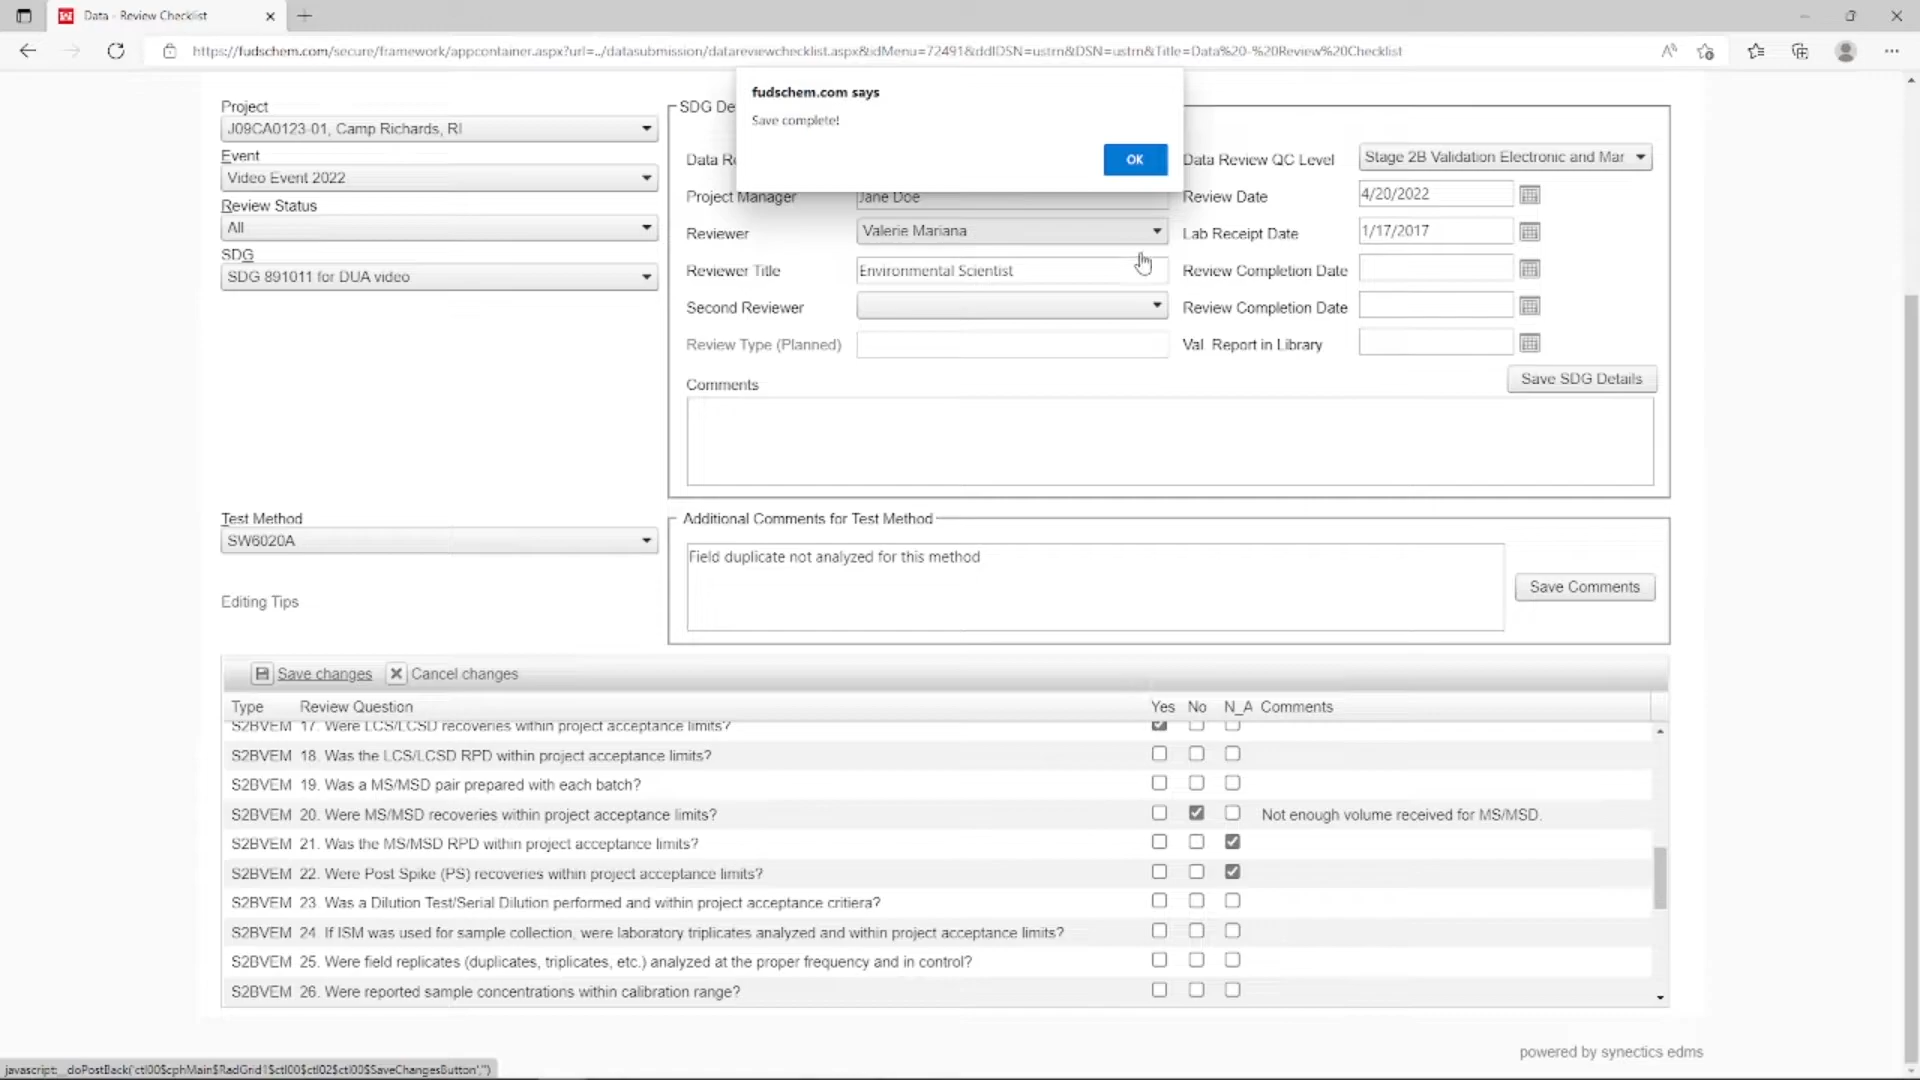 Data - Review Checklist
https://fudschem.com/secure/framework/appcontainer.aspx?url=../datasubmission/datareviewchecklist.aspx&idMenu=72491&ddlDSN=ustrn&DSN=ustrn&Title=Data%20-%20Review%20Checklist
fudschem.com says
Save complete!
OK
Project
J09CA0123-01, Camp Richards, RI
Event
Video Event 2022
Review Status
All
SDG
SDG 891011 for DUA video
SDG De
Data Re
Data Review QC Level
Stage 2B Validation Electronic and Mar
Project Manager
Jane Doe
Review Date
4/20/2022
Reviewer
Valerie Mariana
Lab Receipt Date
1/17/2017
Reviewer Title
Environmental Scientist
Review Completion Date
Second Reviewer
Review Completion Date
Review Type (Planned)
Val Report in Library
Comments
Save SDG Details
Test Method
SW6020A
Additional Comments for Test Method
Field duplicate not analyzed for this method
Save Comments
Editing Tips
Save changes
Cancel changes
Type Review Question Yes No N_A Comments
S2BVEM 17. Were LCS/LCSD recoveries within project acceptance limits?
S2BVEM 18. Was the LCS/LCSD RPD within project acceptance limits?
S2BVEM 19. Was a MS/MSD pair prepared with each batch?
S2BVEM 20. Were MS/MSD recoveries within project acceptance limits? Not enough volume received for MS/MSD.
S2BVEM 21. Was the MS/MSD RPD within project acceptance limits?
S2BVEM 22. Were Post Spike (PS) recoveries within project acceptance limits?
S2BVEM 23. Was a Dilution Test/Serial Dilution performed and within project acceptance critiera?
S2BVEM 24. If ISM was used for sample collection, were laboratory triplicates analyzed and within project acceptance limits?
S2BVEM 25. Were field replicates (duplicates, triplicates, etc.) analyzed at the proper frequency and in control?
S2BVEM 26. Were reported sample concentrations within calibration range?
powered by synectics edms
javascript:__doPostBack('ctl00$cphMain$RadGrid1$ctl00$ctl02$ctl00$SaveChangesButton','')